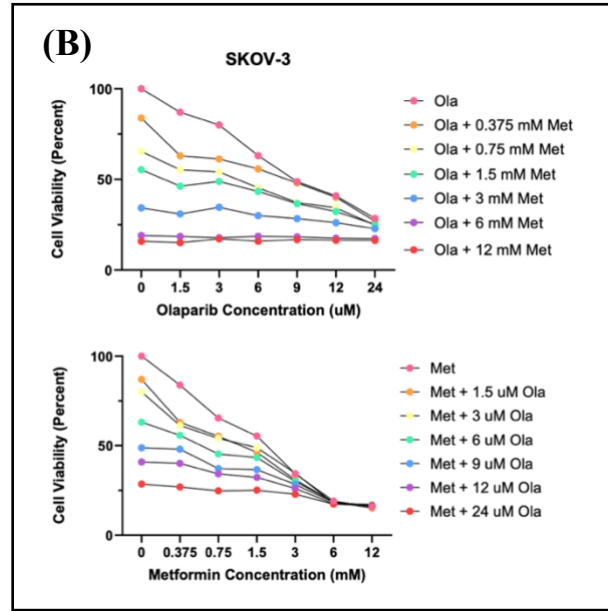 (B)
SKOV-3
Cell Viability (Percent)
100
50
0
0 1.5 3 6 9 12 24
Olaparib Concentration (uM)
Ola
Ola + 0.375 mM Met
Ola + 0.75 mM Met
Ola + 1.5 mM Met
Ola + 3 mM Met
Ola + 6 mM Met
Ola + 12 mM Met
Cell Viability (Percent)
100
50
0
0 0.375 0.75 1.5 3 6 12
Metformin Concentration (mM)
Met
Met + 1.5 uM Ola
Met + 3 uM Ola
Met + 6 uM Ola
Met + 9 uM Ola
Met + 12 uM Ola
Met + 24 uM Ola